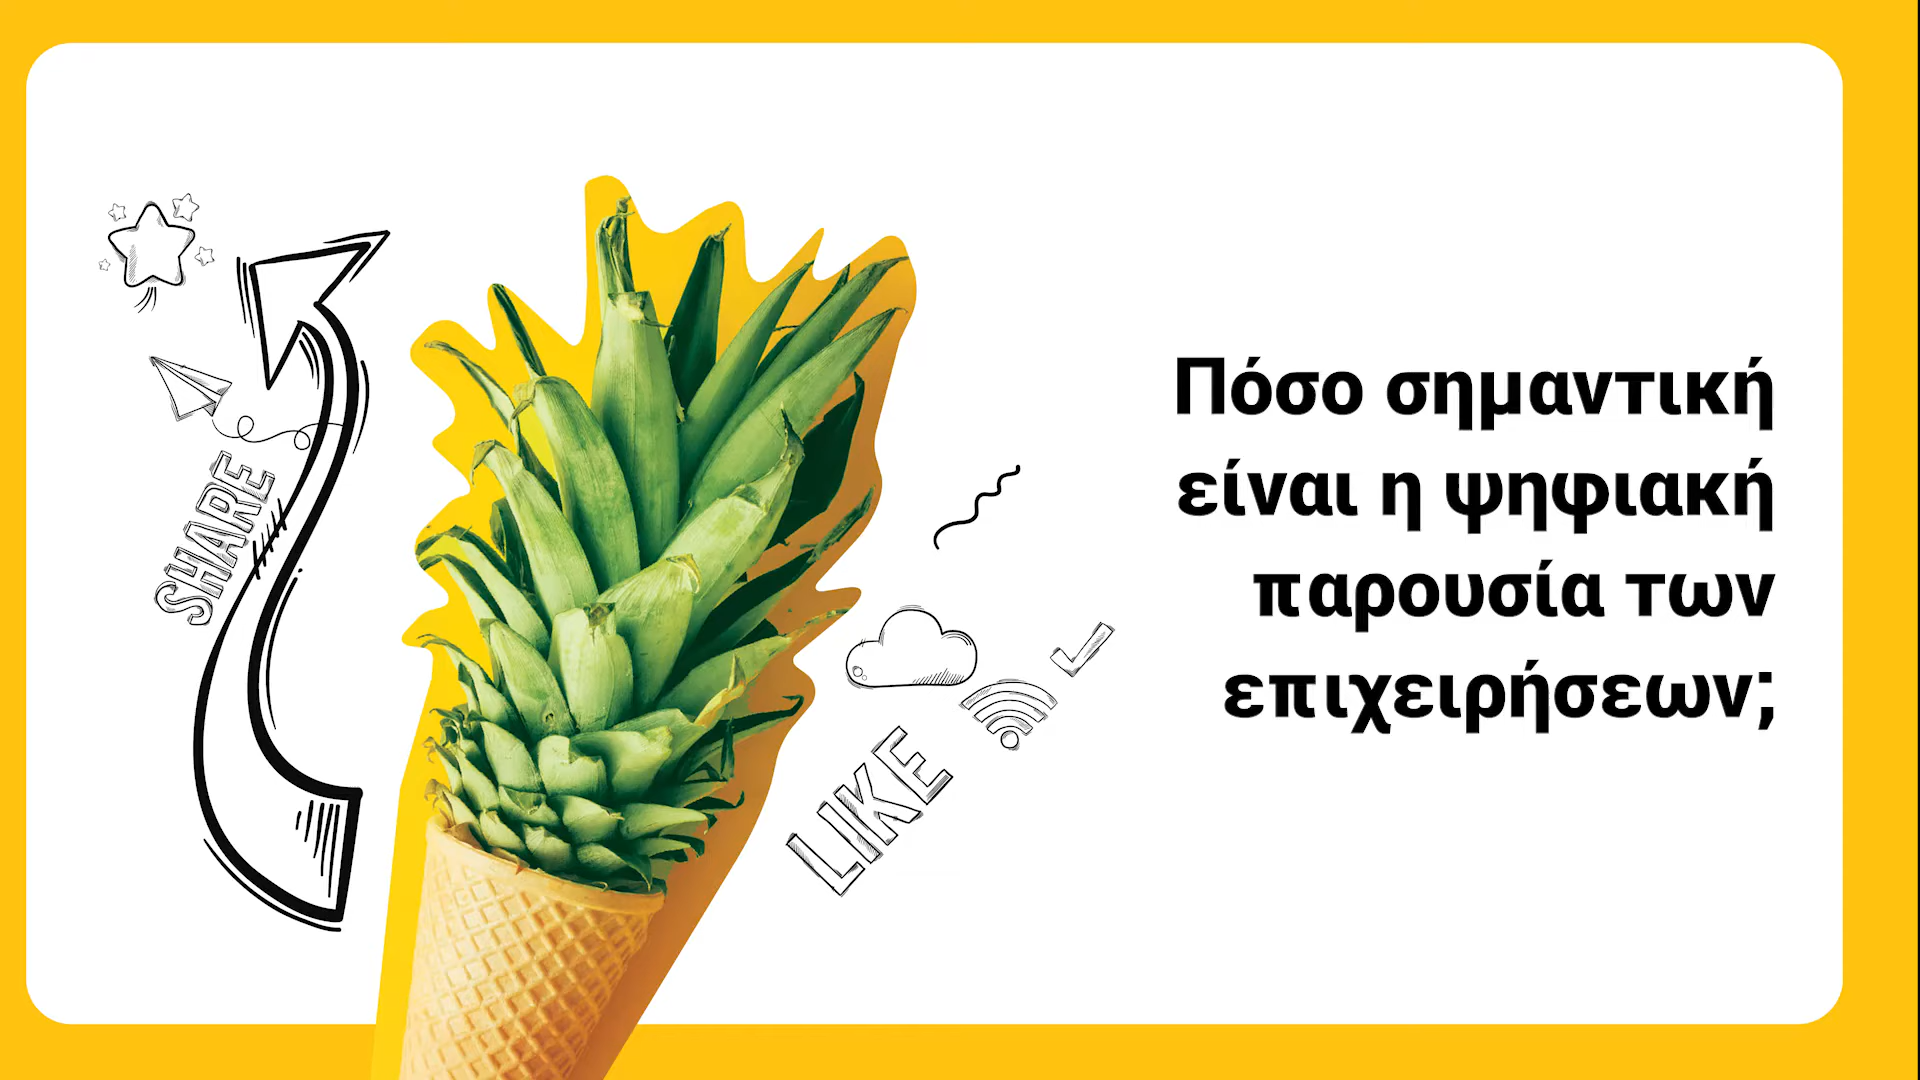 SHARE
LIKE
Πόσο σημαντική
είναι η ψηφιακή
παρουσία των
επιχειρήσεων;